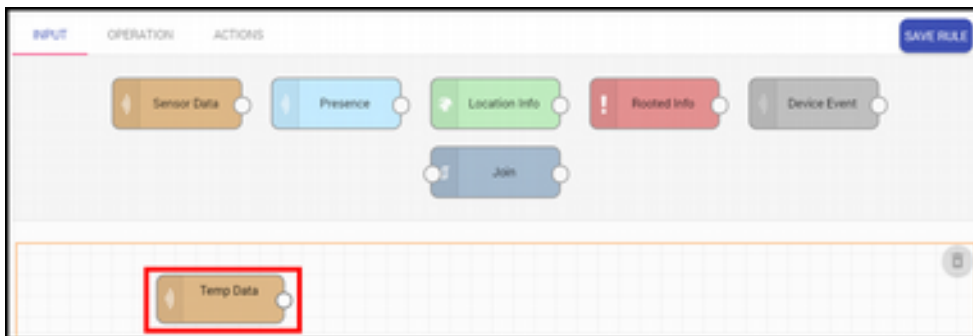 INPUT OPERATION ACTIONS SAVE RULE
Sensor Data Presence Location Info Rooted Info Device Event
Join
Temp Data